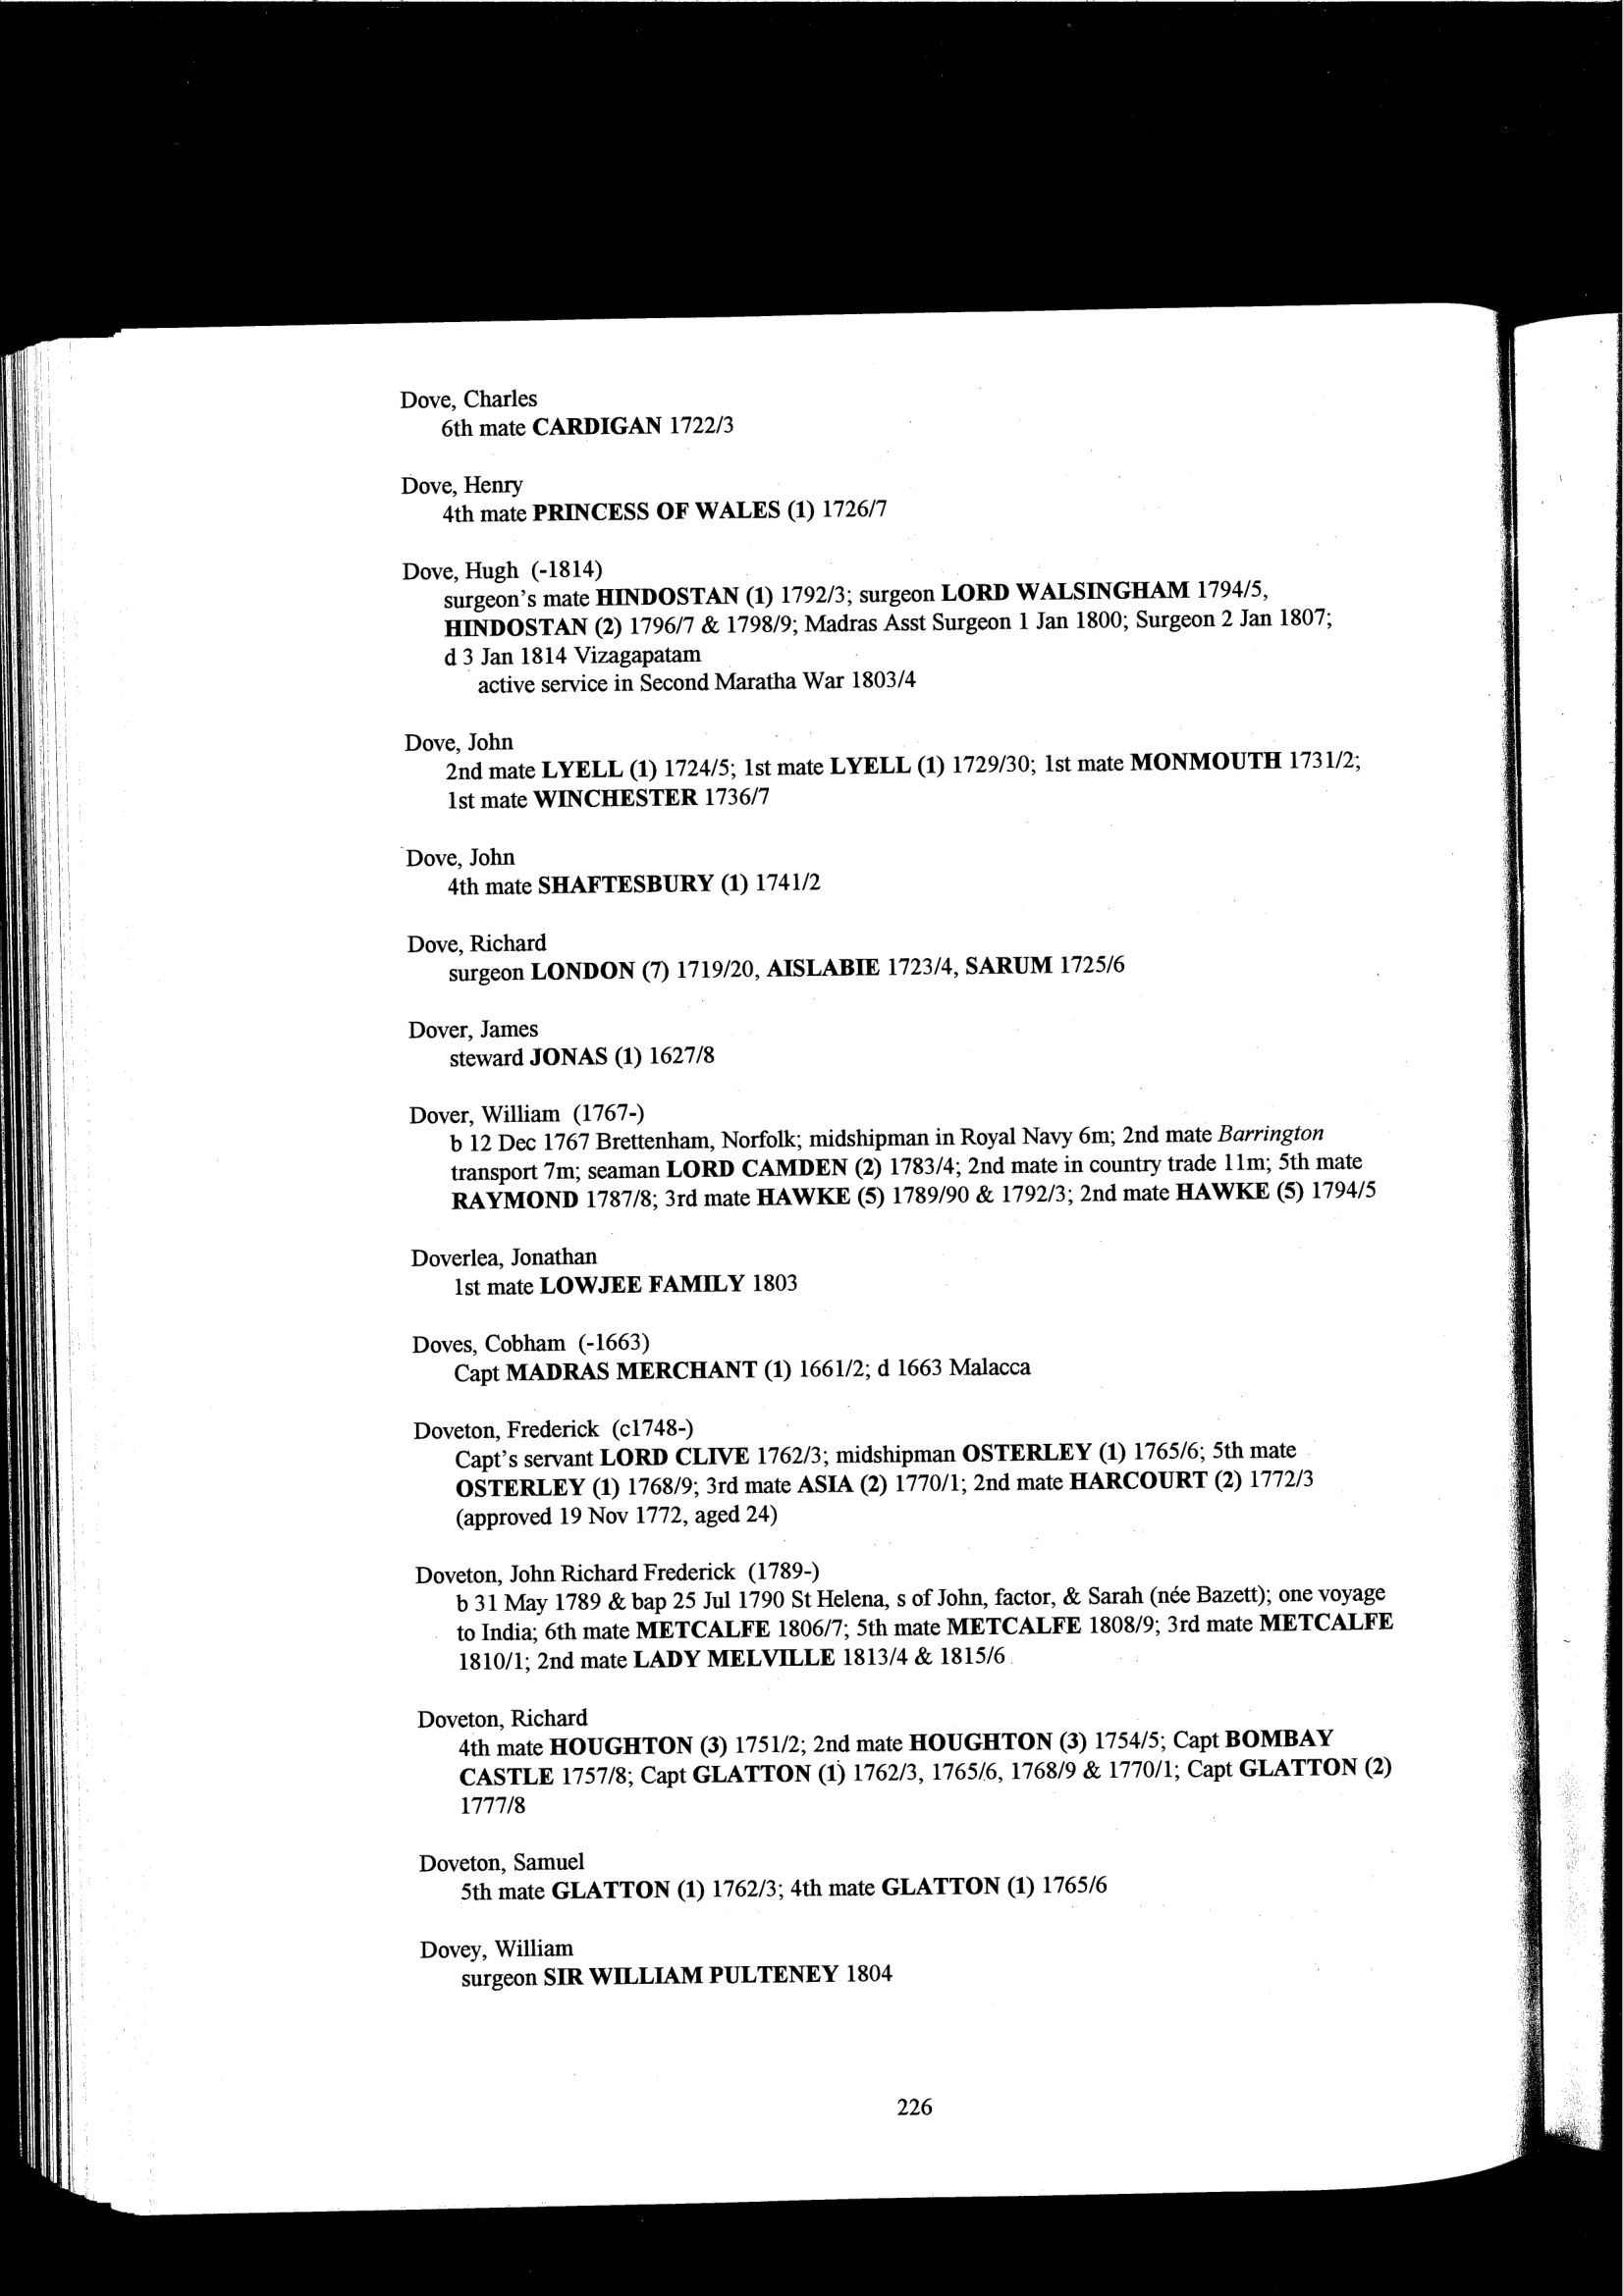 Dove, Charles
6th mate CARDIGAN 1722/3
Dove, Henry
4th mate PRINCESS OF WALES (1) 1726/7
Dove, Hugh (-1814)
surgeon's mate HINDOSTAN (1) 1792/3; surgeon LORD WALSINGHAM 1794/5,
HINDOSTAN (2) 1796/7 & 1798/9; Madras Asst Surgeon 1 Jan 1800; Surgeon 2 Jan 1807;
d 3 Jan 1814 Vizagapatam
active service in Second Maratha War 1803/4
Dove, John
2nd mate LYELL (1) 1724/5; 1st mate LYELL (1) 1729/30; 1st mate MONMOUTH 1731/2;
1st mate WINCHESTER 1736/7
Dove, John
4th mate SHAFTESBURY (1) 1741/2
Dove, Richard
surgeon LONDON (7) 1719/20, AISLABIE 1723/4, SARUM 1725/6
Dover, James
steward JONAS (1) 1627/8
Dover, William (1767-)
b 12 Dec 1767 Brettenham, Norfolk; midshipman in Royal Navy 6m; 2nd mate Barrington
transport 7m; seaman LORD CAMDEN (2) 1783/4; 2nd mate in country trade 11m; 5th mate
RAYMOND 1787/8; 3rd mate HAWKE (5) 1789/90 & 1792/3; 2nd mate HAWKE (5) 1794/5
Doverlea, Jonathan
1st mate LOWJEE FAMILY 1803
Doves, Cobham (-1663)
Capt MADRAS MERCHANT (1) 1661/2; d 1663 Malacca
Doveton, Frederick (c1748-)
Capt's servant LORD CLIVE 1762/3; midshipman OSTERLEY (1) 1765/6; 5th mate
OSTERLEY (1) 1768/9; 3rd mate ASIA (2) 1770/1; 2nd mate HARCOURT (2) 1772/3
(approved 19 Nov 1772, aged 24)
Doveton, John Richard Frederick (1789-)
b 31 May 1789 & bap 25 Jul 1790 St Helena, s of John, factor, & Sarah (née Bazett); one voyage
to India; 6th mate METCALFE 1806/7; 5th mate METCALFE 1808/9; 3rd mate METCALFE
1810/1; 2nd mate LADY MELVILLE 1813/4 & 1815/6
Doveton, Richard
4th mate HOUGHTON (3) 1751/2; 2nd mate HOUGHTON (3) 1754/5; Capt BOMBAY
CASTLE 1757/8; Capt GLATTON (1) 1762/3, 1765/6, 1768/9 & 1770/1; Capt GLATTON (2)
1777/8
Doveton, Samuel
5th mate GLATTON (1) 1762/3; 4th mate GLATTON (1) 1765/6
Dovey, William
surgeon SIR WILLIAM PULTENEY 1804
226